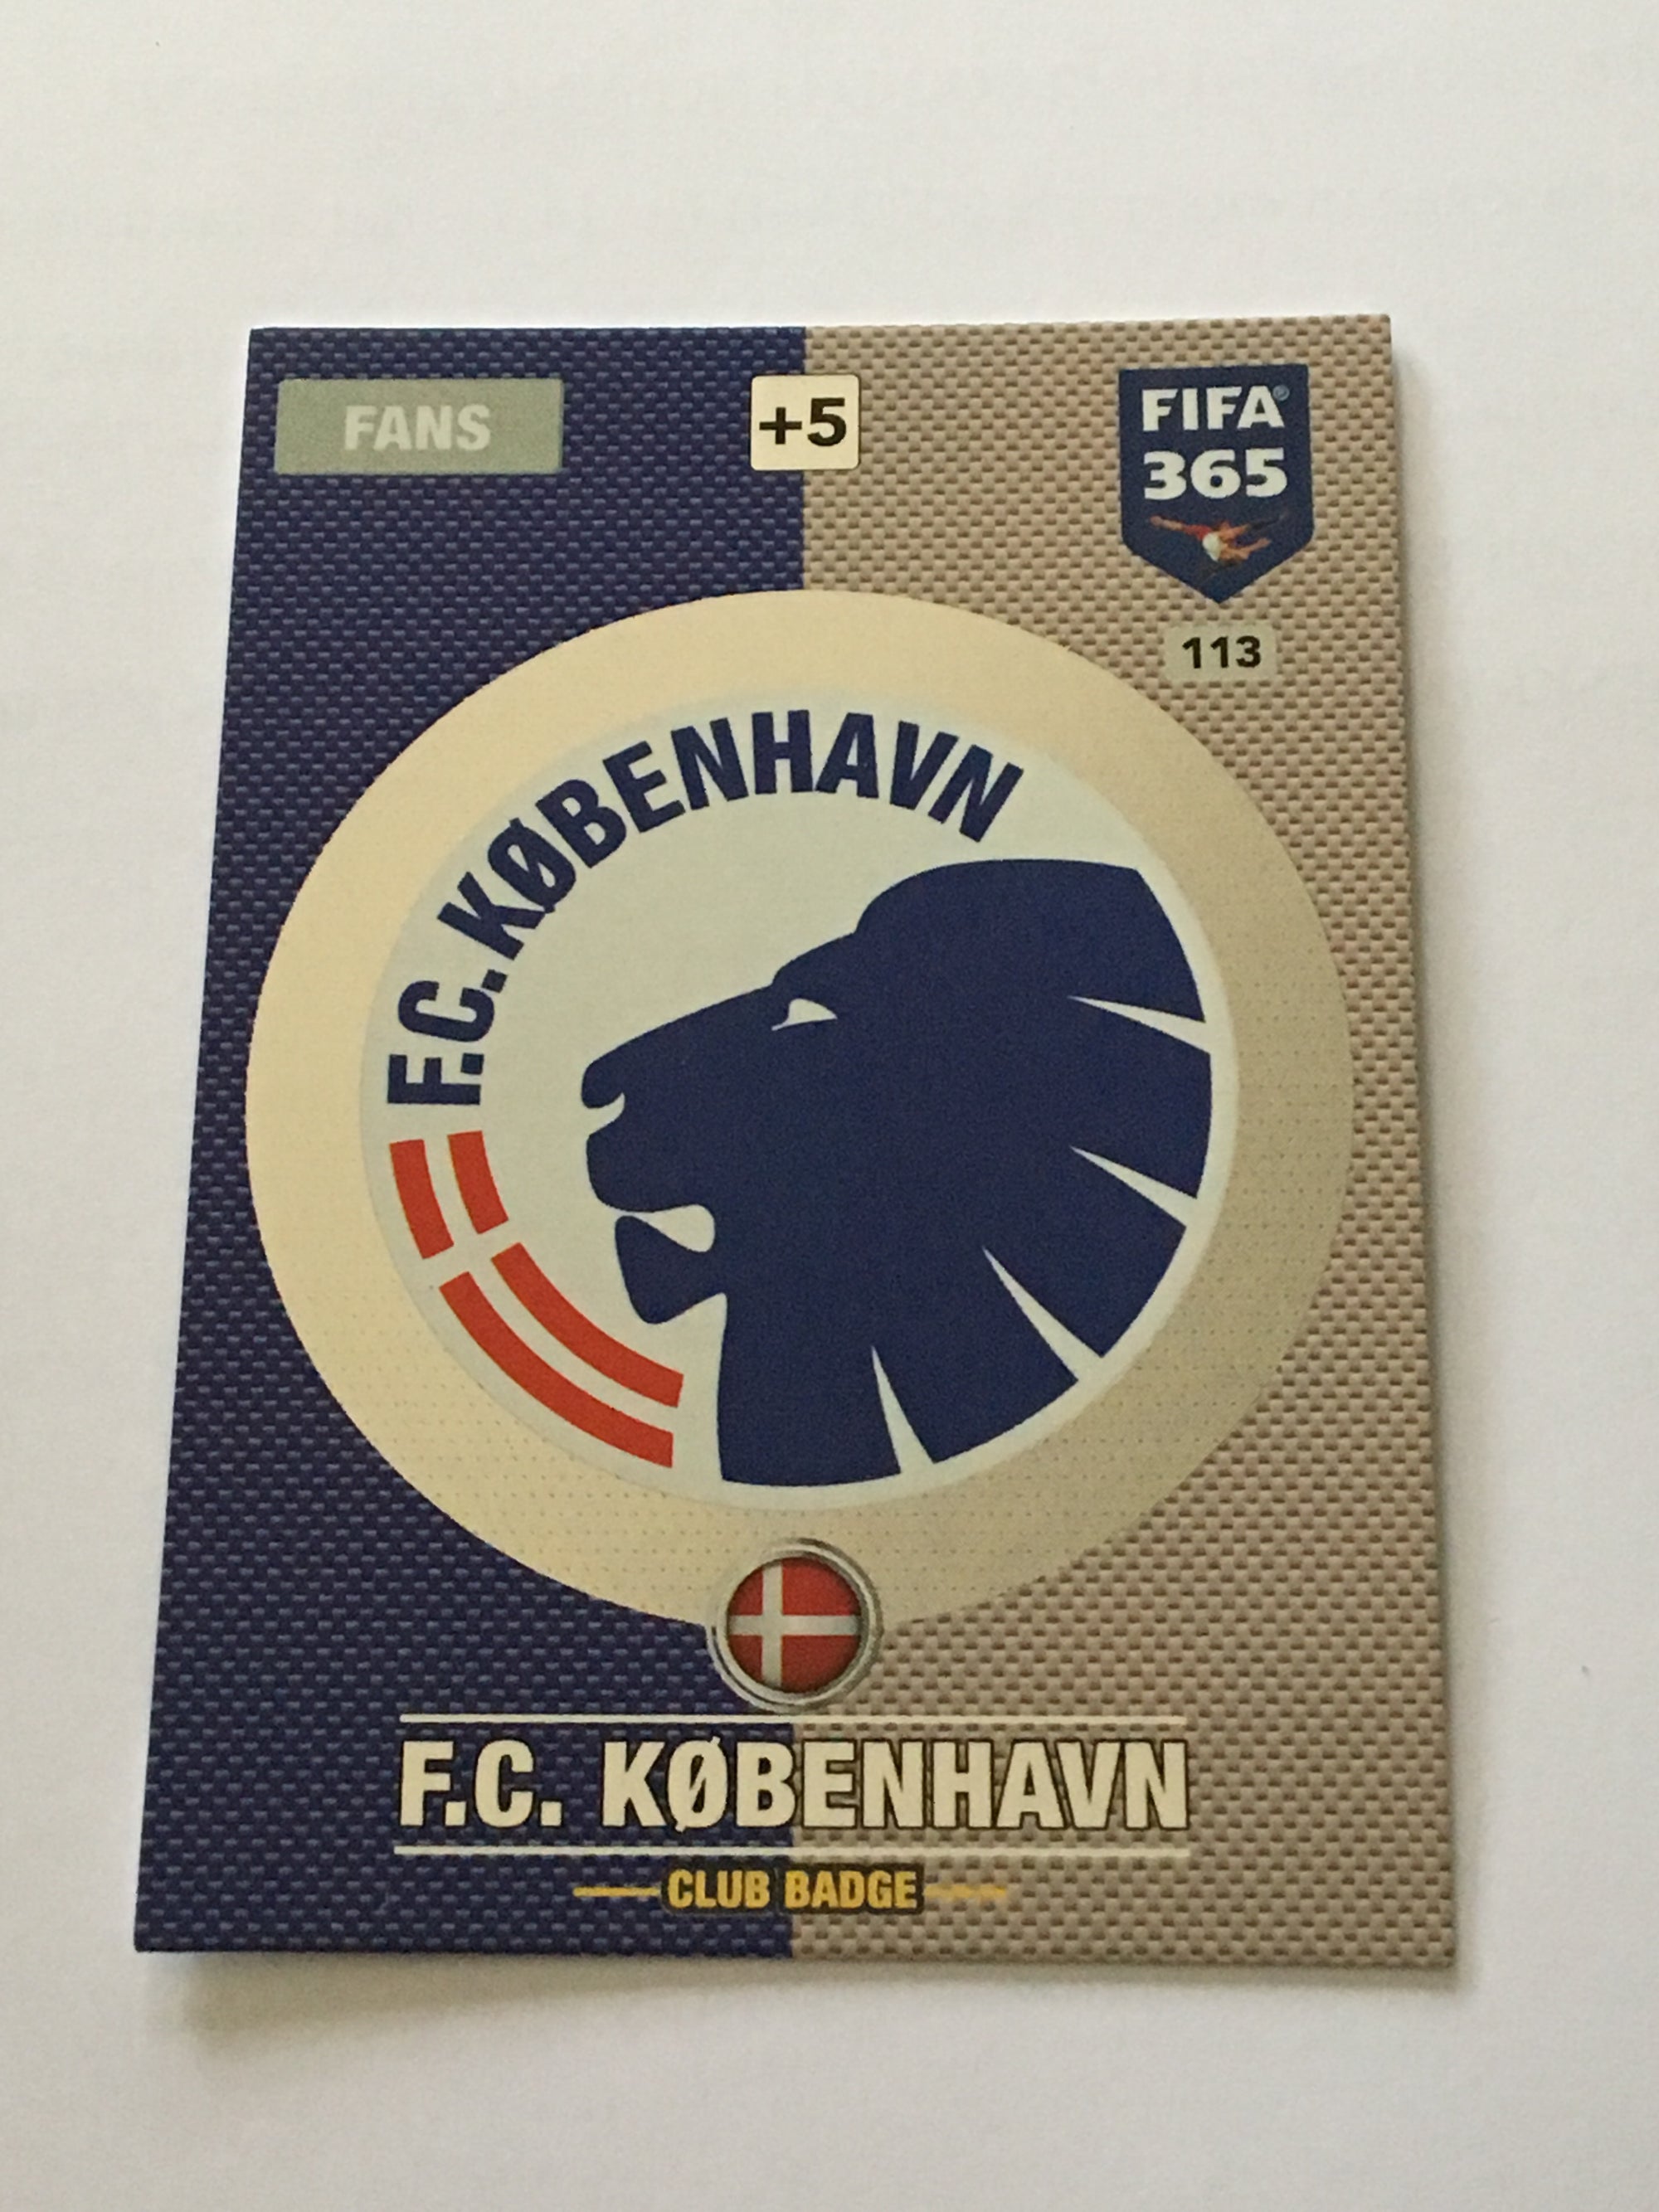 FANS
+5
FIFA®
365
113
F.C. KØBENHAVN
F.C. KØBENHAVN
CLUB BADGE